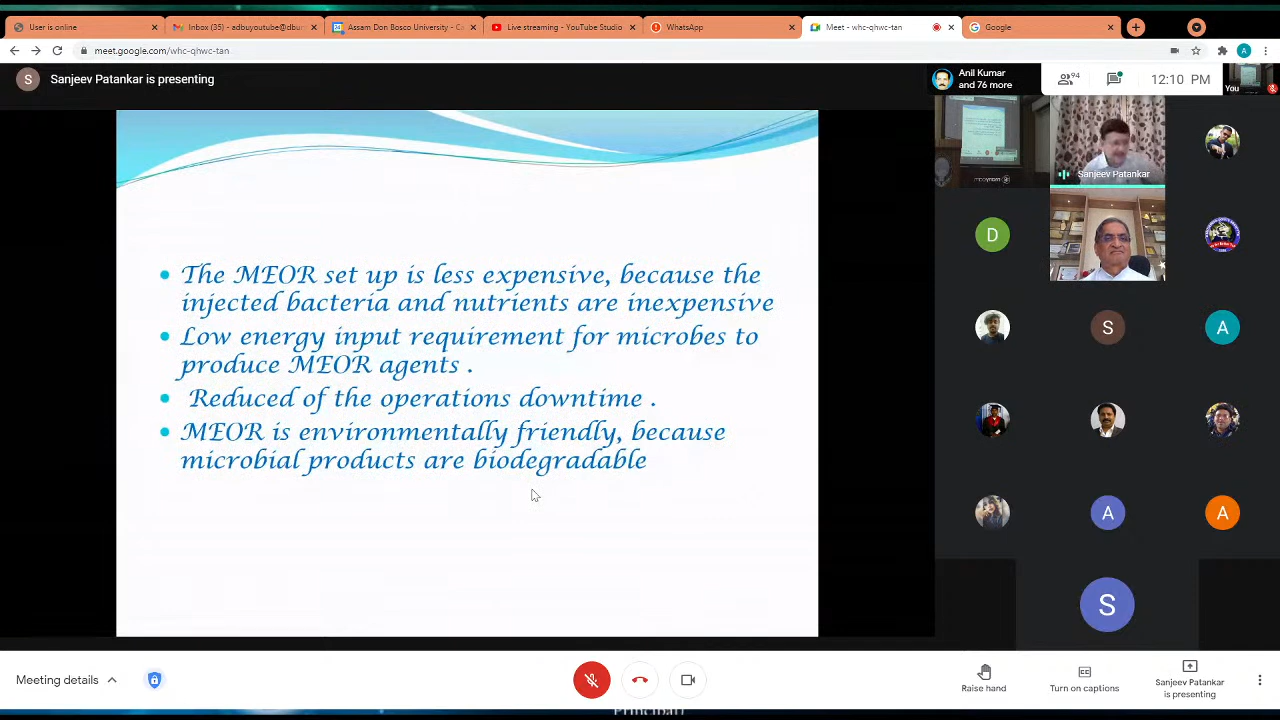 User is online
Inbox (35) - adbuyoutube@dbu
Assam Don Bosco University - Ca
Live streaming - YouTube Studio
WhatsApp
Meet - whc-qhwc-tan
Google
meet.google.com/whc-qhwc-tan
S
Sanjeev Patankar is presenting
Anil Kumar
and 76 more
94
12:10 PM
You
Sanjeev Patankar
D
S
A
A
A
S
• The MEOR set up is less expensive, because the
injected bacteria and nutrients are inexpensive
• Low energy input requirement for microbes to
produce MEOR agents .
• Reduced of the operations downtime .
• MEOR is environmentally friendly, because
microbial products are biodegradable
Meeting details
Raise hand
Turn on captions
Sanjeev Patankar
is presenting